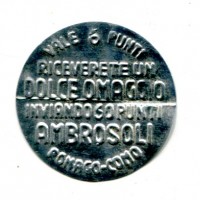 VALE 6 PUNTI
RICEVERETE UN
DOLCE OMAGGIO
INVIANDO 60 PUNTI
AMBROSOLI
RONAGO-COMO